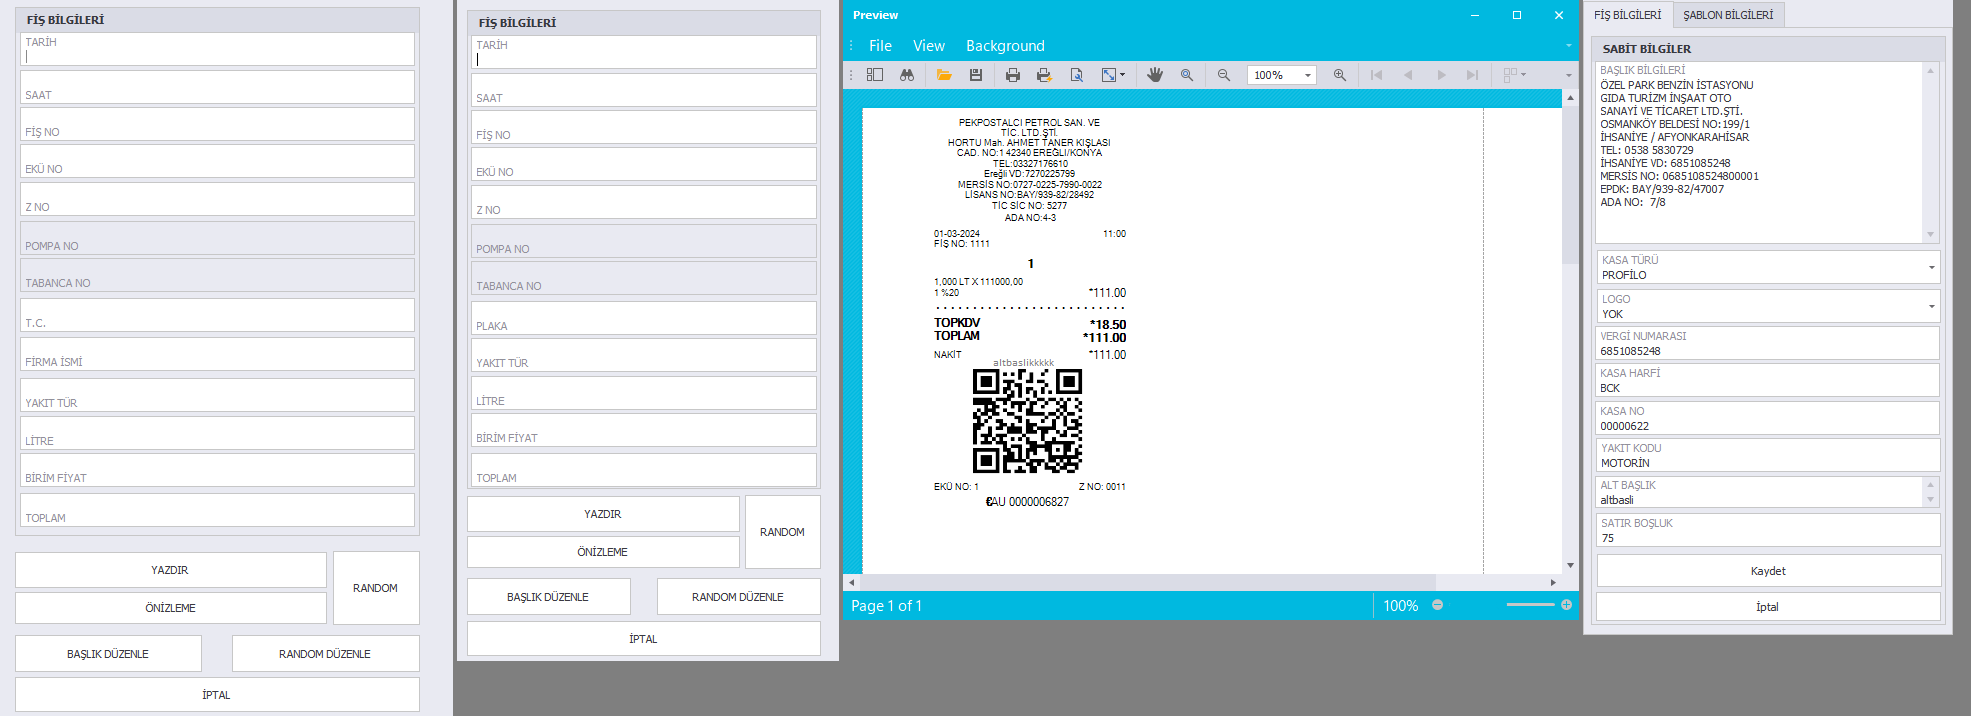 FİŞ BİLGİLERİ
TARİH
SAAT
FİŞ NO
EKÜ NO
Z NO
POMPA NO
TABANCA NO
T.C.
FİRMA İSMİ
YAKIT TÜR
LİTRE
BİRİM FİYAT
TOPLAM
YAZDIR
ÖNİZLEME
RANDOM
BAŞLIK DÜZENLE
RANDOM DÜZENLE
İPTAL
FİŞ BİLGİLERİ
TARİH
SAAT
FİŞ NO
EKÜ NO
Z NO
POMPA NO
TABANCA NO
PLAKA
YAKIT TÜR
LİTRE
BİRİM FİYAT
TOPLAM
YAZDIR
ÖNİZLEME
RANDOM
BAŞLIK DÜZENLE
RANDOM DÜZENLE
İPTAL
Preview
File View Background
100%
PEKPOSTALCI PETROL SAN. VE
TİC. LTD.ŞTİ.
HORTU Mah. AHMET TANER KIŞLASI
CAD. NO:1 42340 EREĞLI/KONYA
TEL:03327176610
Ereğli VD:7270225799
MERSİS NO:0727-0225-7990-0022
LİSANS NO:BAY/939-82/28492
TİC SİC NO: 5277
ADA NO:4-3
01-03-2024 11:00
FİŞ NO: 1111
1
1,000 LT X 111000,00
1 %20 *111.00
TOPKDV *18.50
TOPLAM *111.00
NAKİT *111.00
altbaslikkkkk
EKÜ NO: 1 Z NO: 0011
AU 0000006827
Page 1 of 1 100%
FİŞ BİLGİLERİ ŞABLON BİLGİLERİ
SABİT BİLGİLER
BAŞLIK BİLGİLERİ
ÖZEL PARK BENZİN İSTASYONU
GIDA TURİZM İNŞAAT OTO
SANAYİ VE TİCARET LTD.ŞTİ.
OSMANKÖY BELDESİ NO:199/1
İHSANİYE / AFYONKARAHİSAR
TEL: 0538 5830729
İHSANİYE VD: 6851085248
MERSİS NO: 0685108524800001
EPDK: BAY/939-82/47007
ADA NO: 7/8
KASA TÜRÜ
PROFİLO
LOGO
YOK
VERGİ NUMARASI
6851085248
KASA HARFİ
BCK
KASA NO
00000622
YAKIT KODU
MOTORİN
ALT BAŞLIK
altbasli
SATIR BOŞLUK
75
Kaydet
İptal